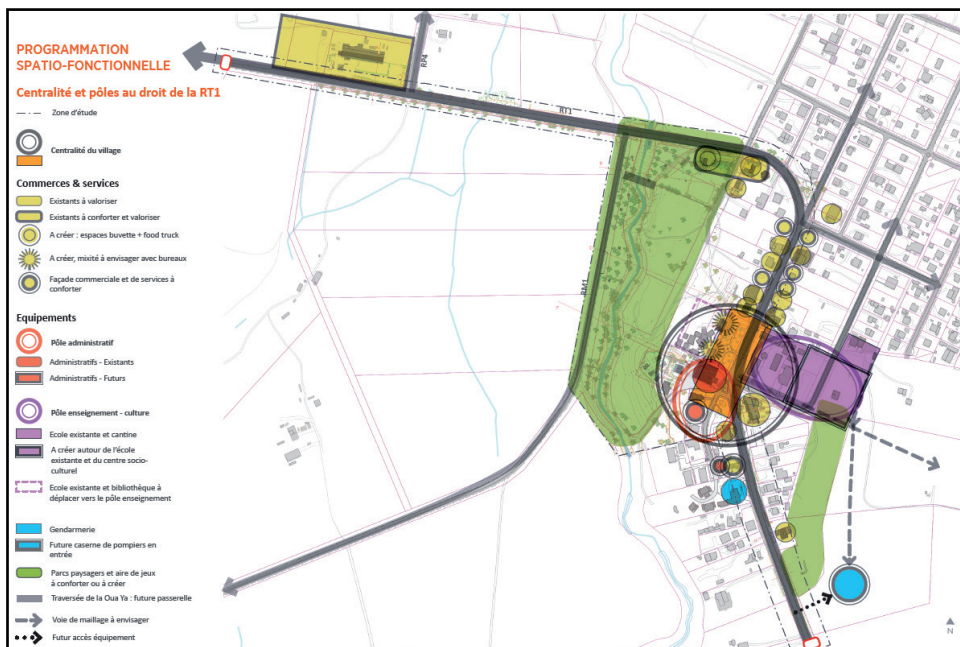 PROGRAMMATION
SPATIO-FONCTIONNELLE
Centralité et pôles au droit de la RT1
Zone d'étude
Centralité du village
Commerces & services
Existants à valoriser
Existants à conforter et valoriser
A créer : espaces buvette + food truck
A créer, mixité à envisager avec bureaux
Façade commerciale et de services à
conforter
Equipements
Pôle administratif
Administratifs - Existants
Administratifs - Futurs
Pôle enseignement - culture
Ecole existante et cantine
A créer autour de l'école
existante et du centre socio-
culturel
Ecole existante et bibliothèque à
déplacer vers le pôle enseignement
Gendarmerie
Future caserne de pompiers en
entrée
Parcs paysagers et aire de jeux
à conforter ou à créer
Traversée de la Oua Ya : future passerelle
Voie de maillage à envisager
Futur accès équipement
RP4
RT1
RM1
N